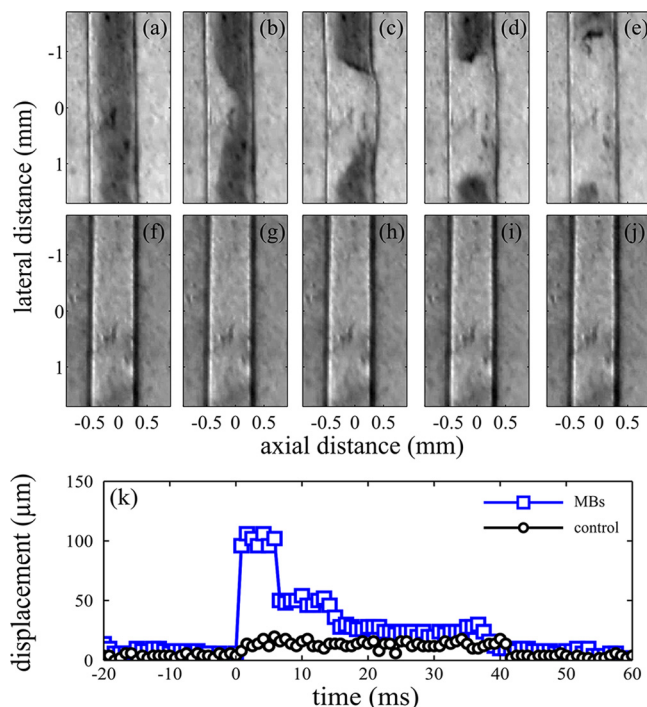 (a) (b) (c) (d) (e)
-1
0
1
(f) (g) (h) (i) (j)
-1
0
1
lateral distance (mm)
-0.5 0 0.5 -0.5 0 0.5 -0.5 0 0.5 -0.5 0 0.5 -0.5 0 0.5
axial distance (mm)
150
(k)
MBs
control
100
50
0
displacement (µm)
-20 -10 0 10 20 30 40 50 60
time (ms)